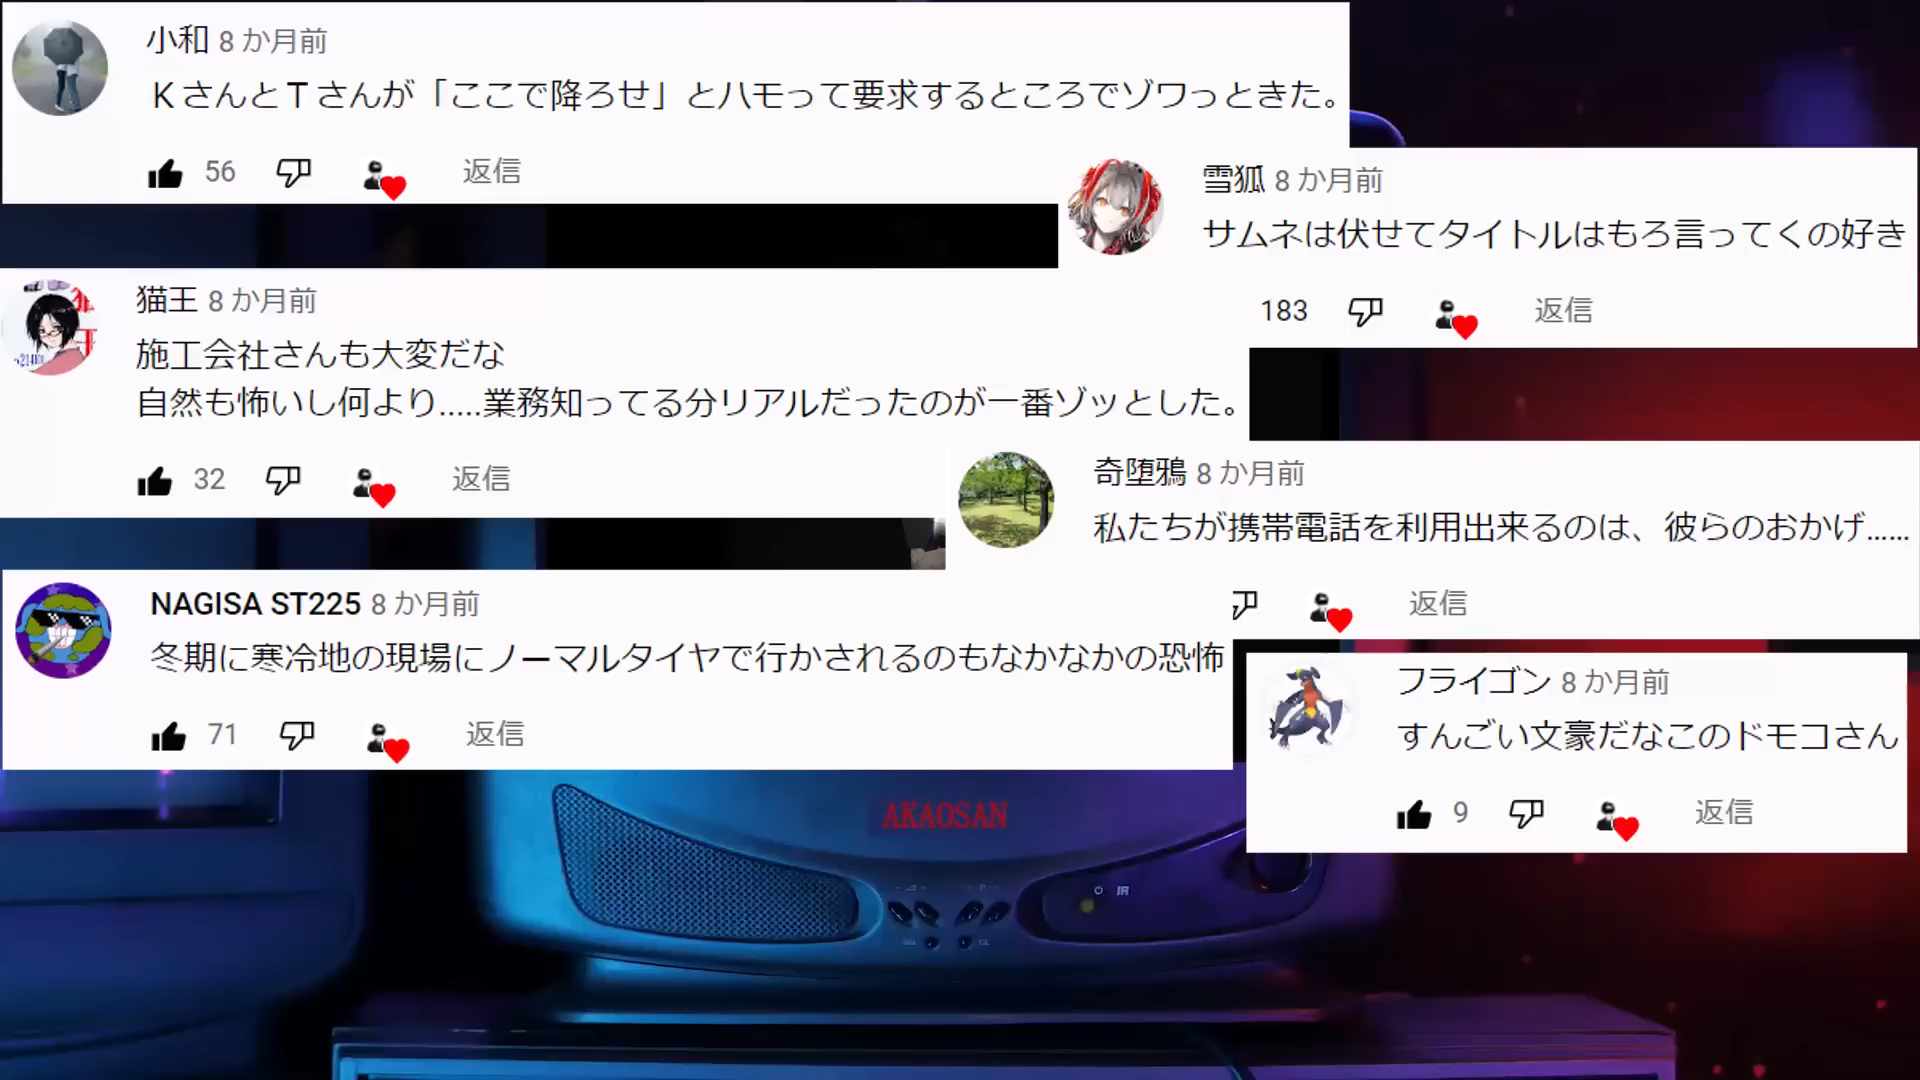 小和 8 か月前
ＫさんとＴさんが「ここで降ろせ」とハモって要求するところでゾワっときた。
56 返信
雪狐 8 か月前
サムネは伏せてタイトルはもろ言ってくの好き
183 返信
猫王 8 か月前
施工会社さんも大変だな
自然も怖いし何より.....業務知ってる分リアルだったのが一番ゾッとした。
32 返信
奇堕鴉 8 か月前
私たちが携帯電話を利用出来るのは、彼らのおかげ......
返信
NAGISA ST225 8 か月前
冬期に寒冷地の現場にノーマルタイヤで行かされるのもなかなかの恐怖
71 返信
フライゴン 8 か月前
すんごい文豪だなこのドモコさん
9 返信
AKAOSAN
IR